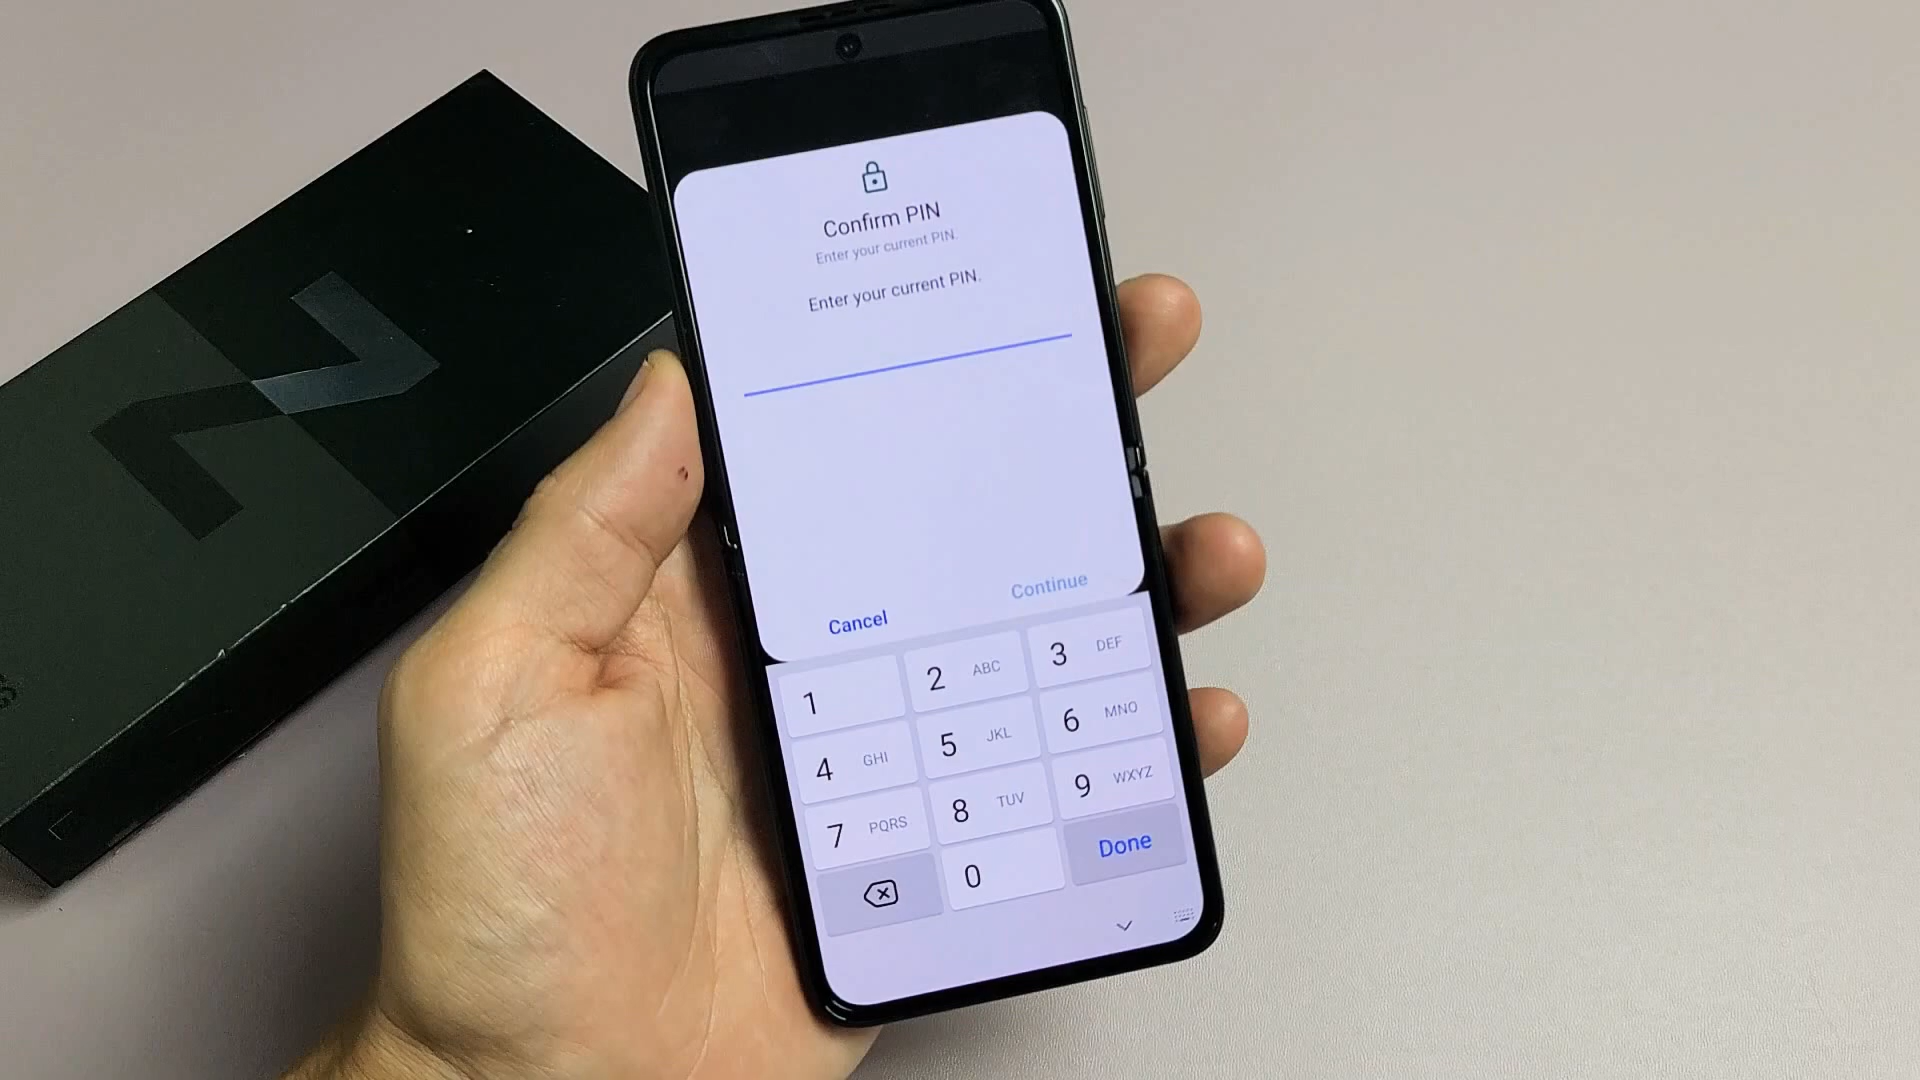 Confirm PIN
Enter your current PIN.
Enter your current PIN.
Cancel Continue
1 2 ABC 3 DEF
4 GHI 5 JKL 6 MNO
7 PQRS 8 TUV 9 WXYZ
0 Done